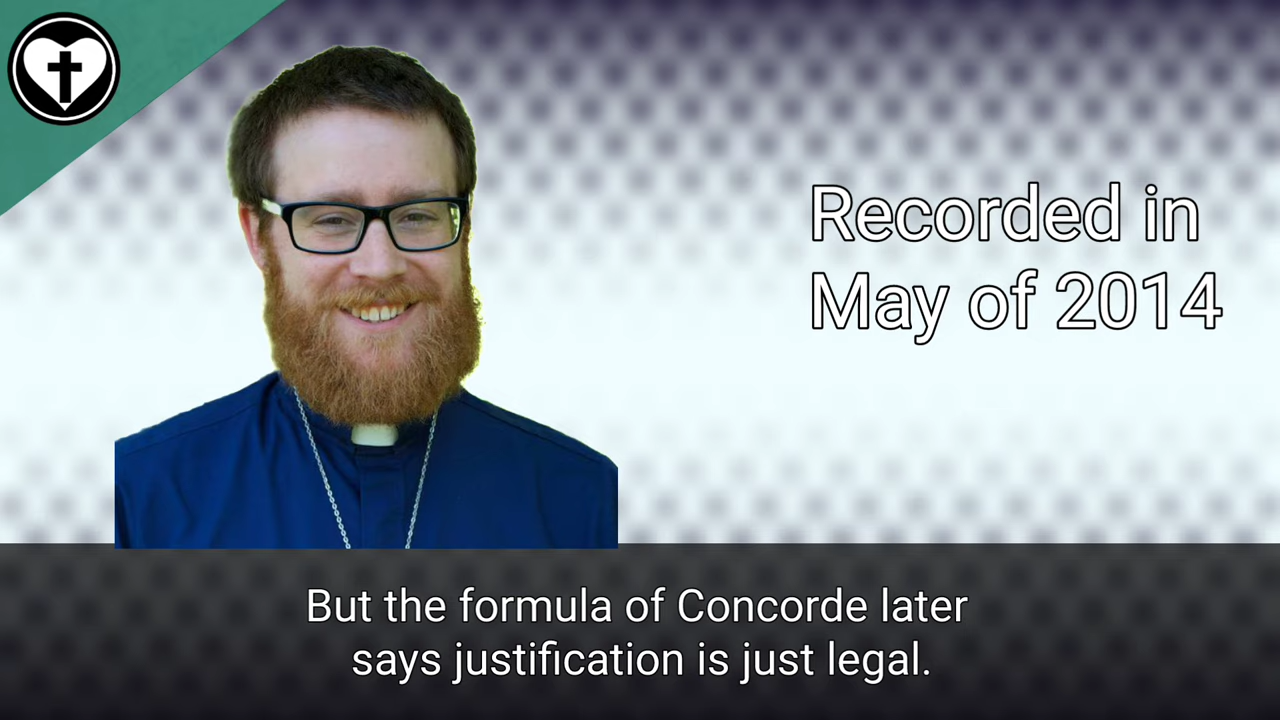 Recorded in
May of 2014
But the formula of Concorde later
says justification is just legal.